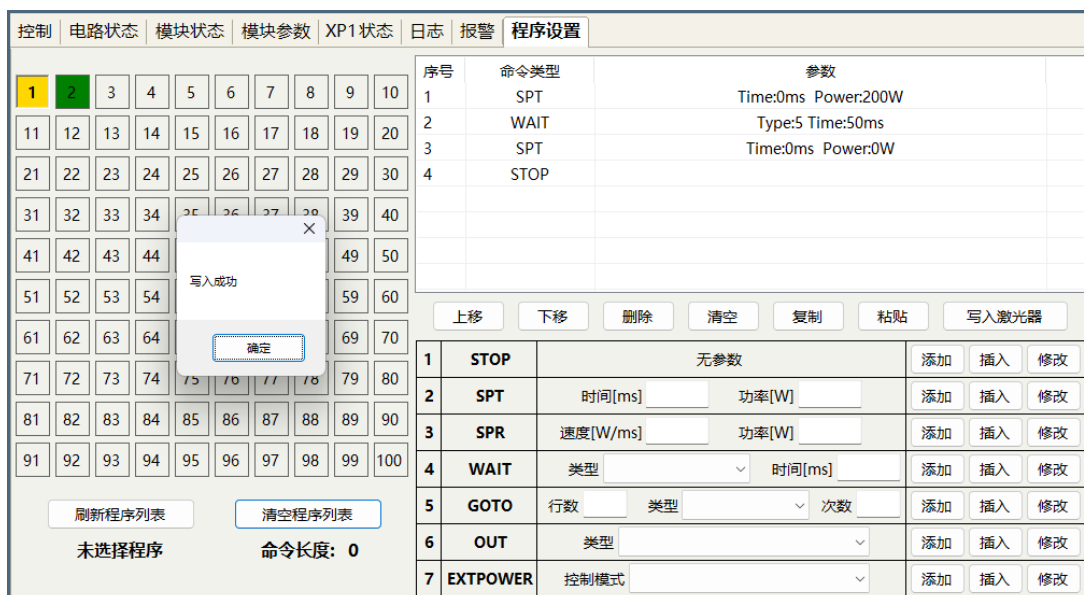 控制 电路状态 模块状态 模块参数 XP1状态 日志 报警 程序设置
1 2 3 4 5 6 7 8 9 10
11 12 13 14 15 16 17 18 19 20
21 22 23 24 25 26 27 28 29 30
31 32 33 34 35 36 37 38 39 40
41 42 43 44 49 50
51 52 53 54 59 60
61 62 63 64 69 70
71 72 73 74 75 76 77 78 79 80
81 82 83 84 85 86 87 88 89 90
91 92 93 94 95 96 97 98 99 100
写入成功
确定
刷新程序列表 清空程序列表
未选择程序 命令长度: 0
序号 命令类型 参数
1 SPT Time:0ms Power:200W
2 WAIT Type:5 Time:50ms
3 SPT Time:0ms Power:0W
4 STOP
上移 下移 删除 清空 复制 粘贴 写入激光器
1 STOP 无参数 添加 插入 修改
2 SPT 时间[ms] 功率[W] 添加 插入 修改
3 SPR 速度[W/ms] 功率[W] 添加 插入 修改
4 WAIT 类型 时间[ms] 添加 插入 修改
5 GOTO 行数 类型 次数 添加 插入 修改
6 OUT 类型 添加 插入 修改
7 EXTPOWER 控制模式 添加 插入 修改